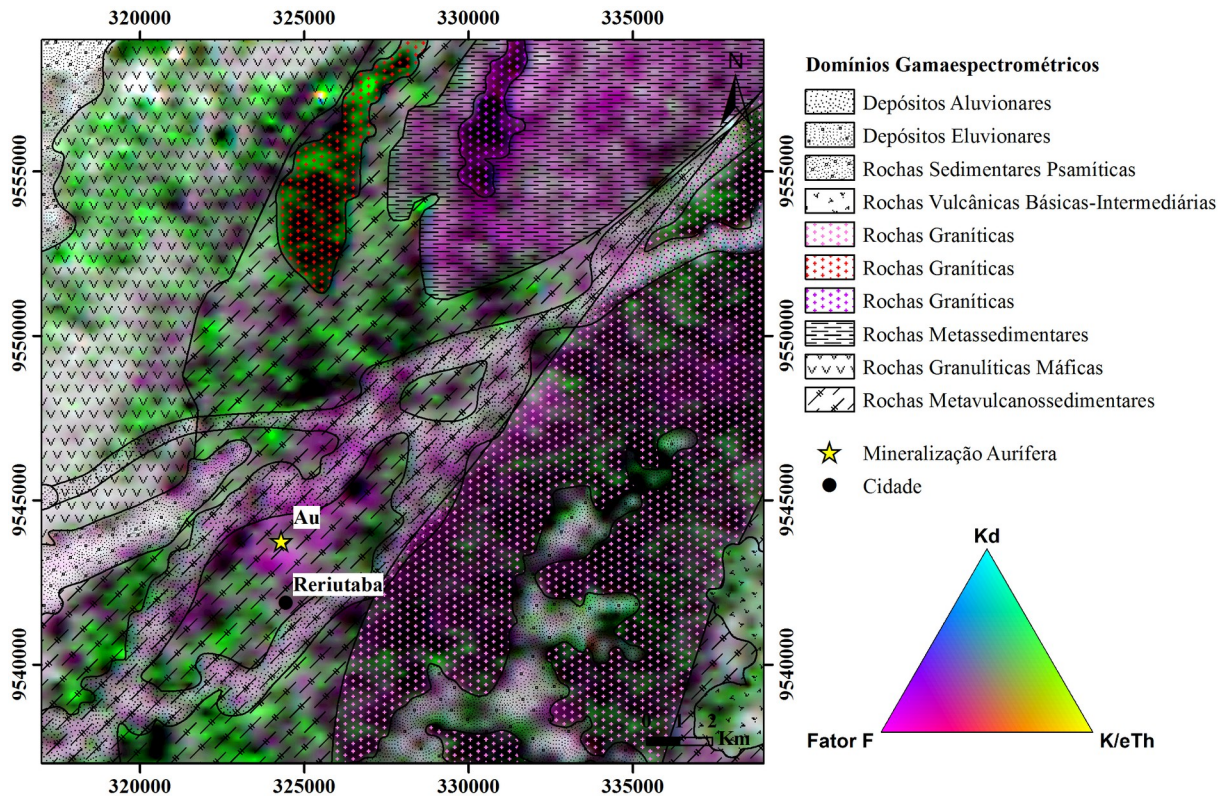 320000 325000 330000 335000
9555000
9550000
9545000
9540000
N
Au
Reriutaba
0 1 2
Km
9555000
9550000
9545000
9540000
320000 325000 330000 335000
Domínios Gamaespectrométricos
Depósitos Aluvionares
Depósitos Eluvionares
Rochas Sedimentares Psamíticas
Rochas Vulcânicas Básicas-Intermediárias
Rochas Graníticas
Rochas Graníticas
Rochas Graníticas
Rochas Metassedimentares
Rochas Granulíticas Máficas
Rochas Metavulcanossedimentares
Mineralização Aurífera
Cidade
Kd
Fator F
K/eTh